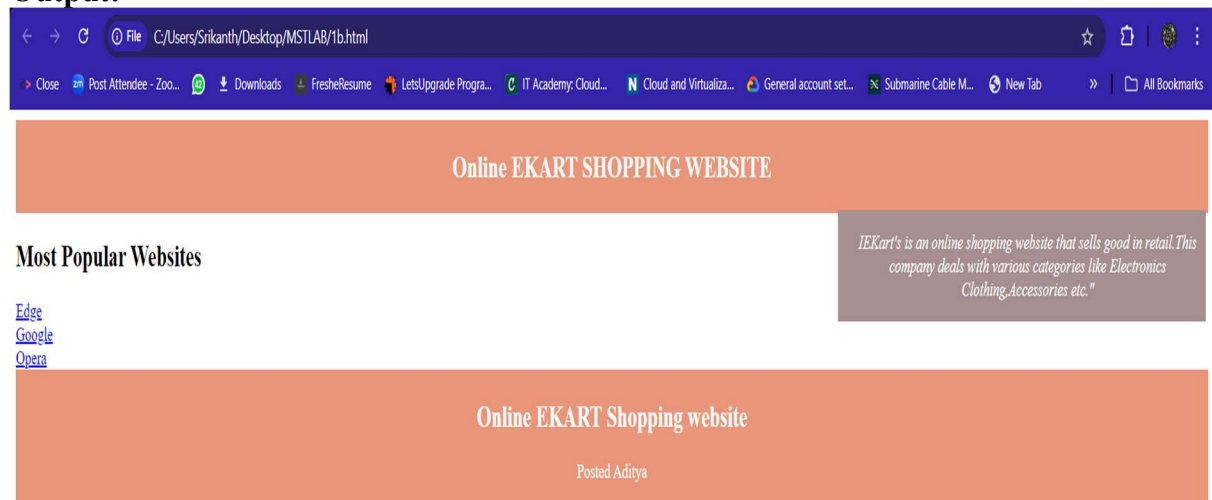 Output:
File C:/Users/Srikanth/Desktop/MSTLAB/1b.html
Close Post Attendee - Zoo... Downloads FresheResume LetsUpgrade Progra... IT Academy: Cloud... Cloud and Virtualiza... General account set... Submarine Cable M... New Tab » All Bookmarks
Online EKART SHOPPING WEBSITE
Most Popular Websites
IEKart's is an online shopping website that sells good in retail.This
company deals with various categories like Electronics
Clothing,Accessories etc."
Edge
Google
Opera
Online EKART Shopping website
Posted Aditya